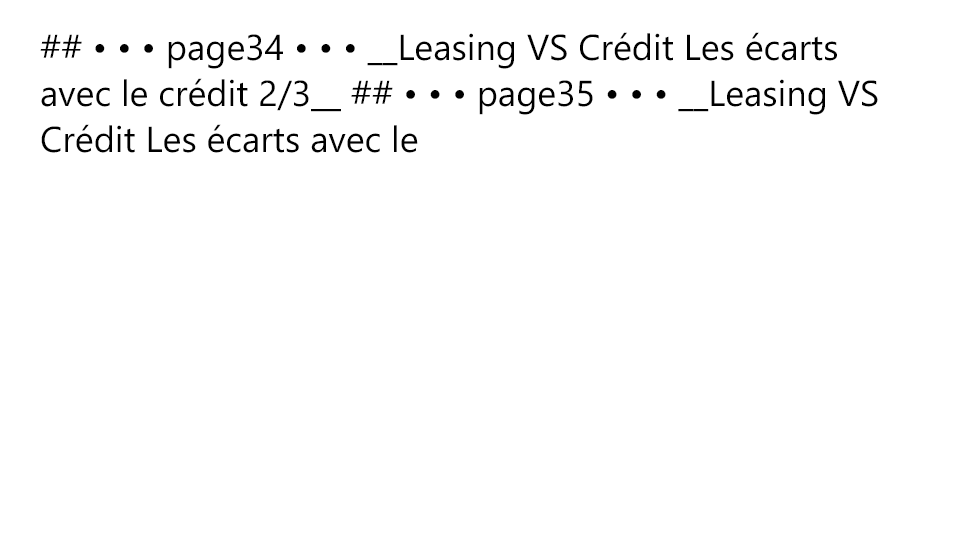 ## • • • page34 • • • __Leasing VS Crédit Les écarts
avec le crédit 2/3__ ## • • • page35 • • • __Leasing VS
Crédit Les écarts avec le